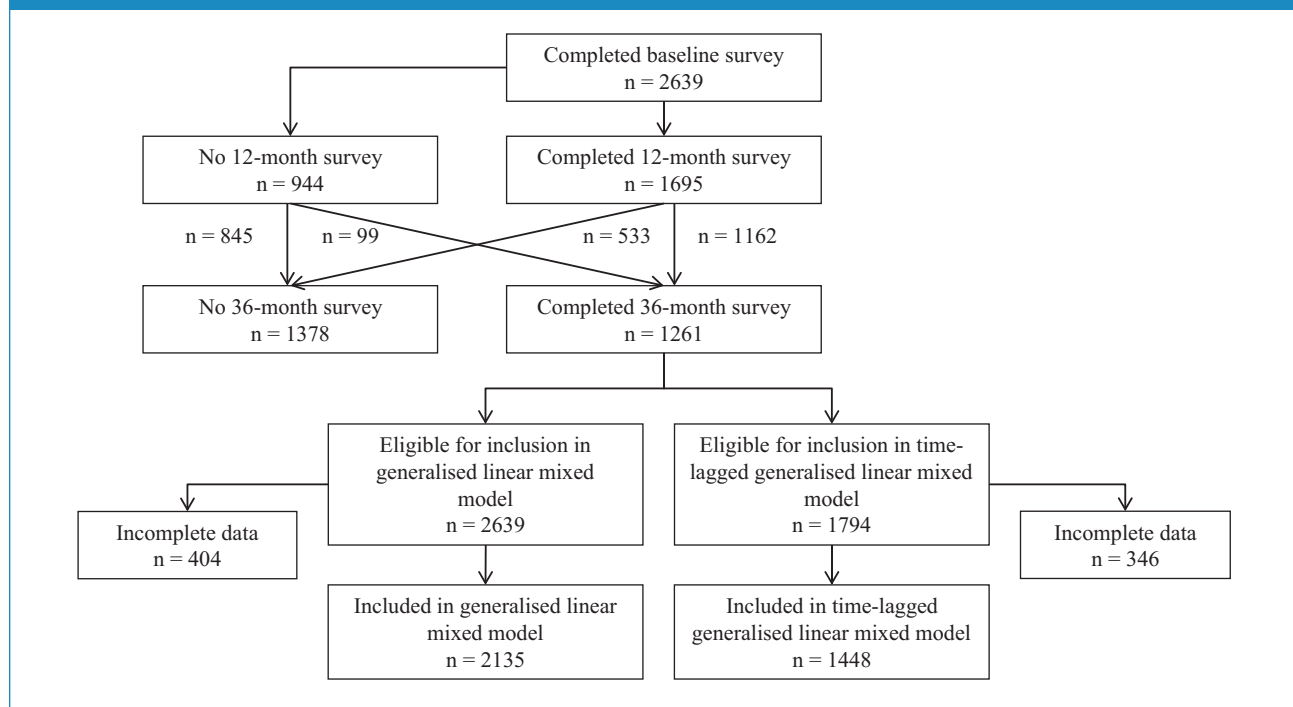 Completed baseline survey
n = 2639
No 12-month survey
n = 944
Completed 12-month survey
n = 1695
n = 845
n = 99
n = 533
n = 1162
No 36-month survey
n = 1378
Completed 36-month survey
n = 1261
Eligible for inclusion in
generalised linear mixed
model
n = 2639
Eligible for inclusion in time-
lagged generalised linear mixed
model
n = 1794
Incomplete data
n = 404
Incomplete data
n = 346
Included in generalised linear
mixed model
n = 2135
Included in time-lagged
generalised linear mixed model
n = 1448